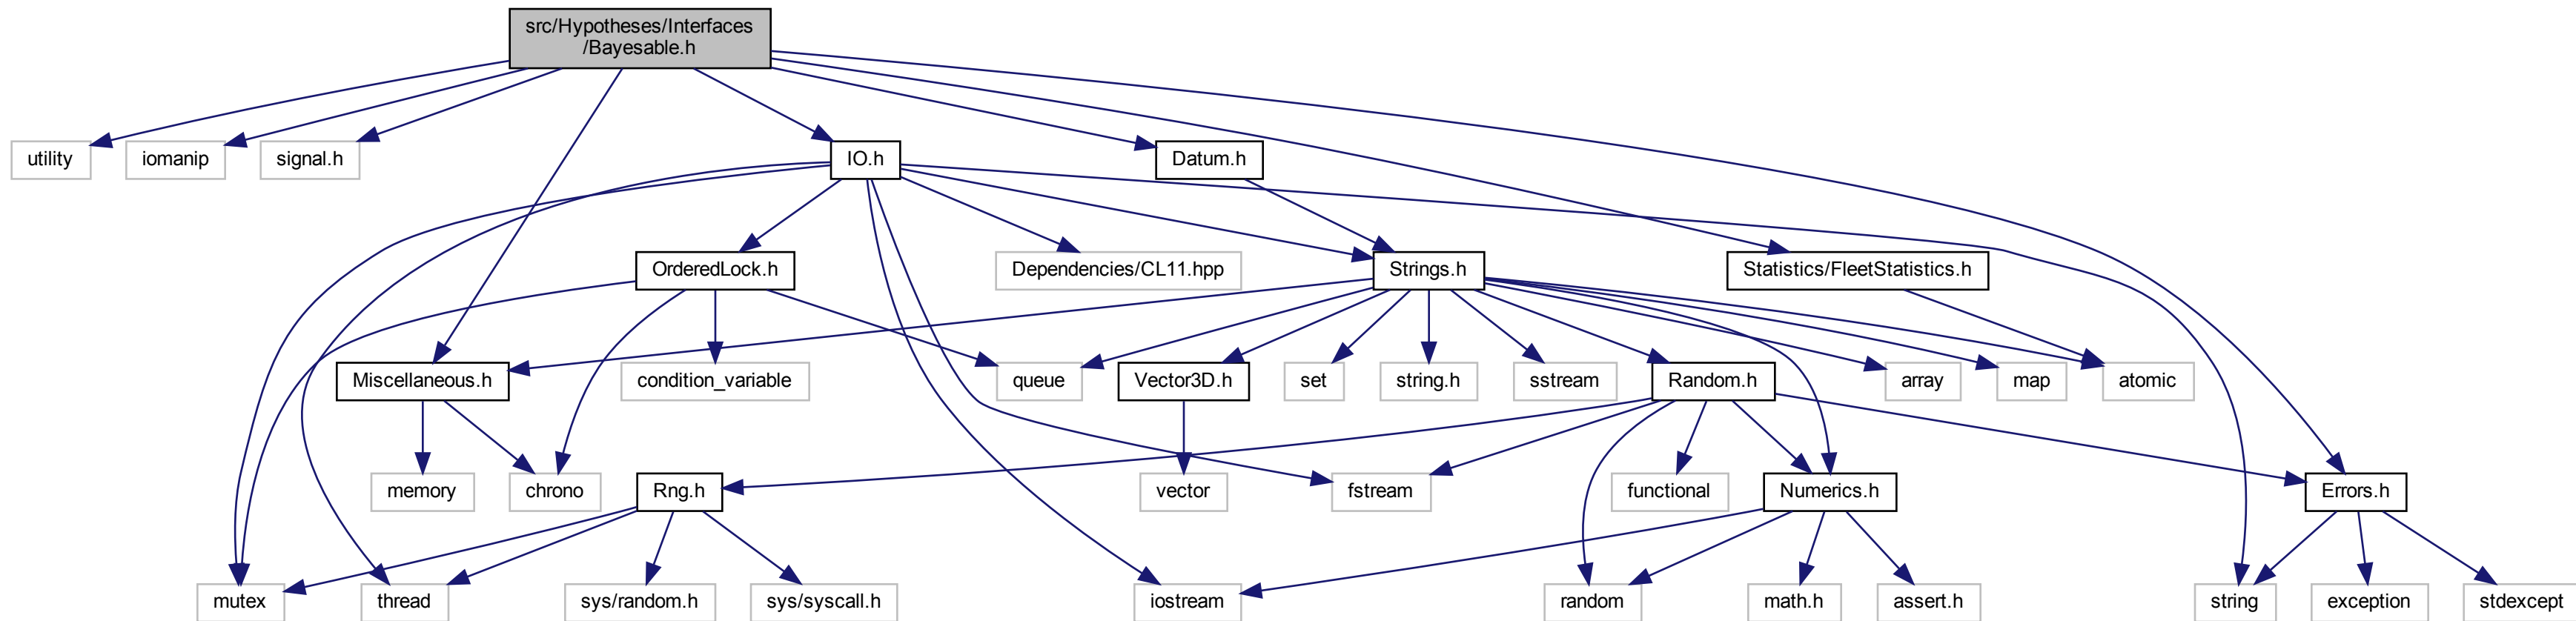 src/Hypotheses/Interfaces
/Bayesable.h
utility
iomanip
signal.h
IO.h
Datum.h
OrderedLock.h
Dependencies/CL11.hpp
Strings.h
Statistics/FleetStatistics.h
Miscellaneous.h
condition_variable
queue
Vector3D.h
set
string.h
sstream
Random.h
array
map
atomic
memory
chrono
Rng.h
vector
fstream
functional
Numerics.h
Errors.h
mutex
thread
sys/random.h
sys/syscall.h
iostream
random
math.h
assert.h
string
exception
stdexcept